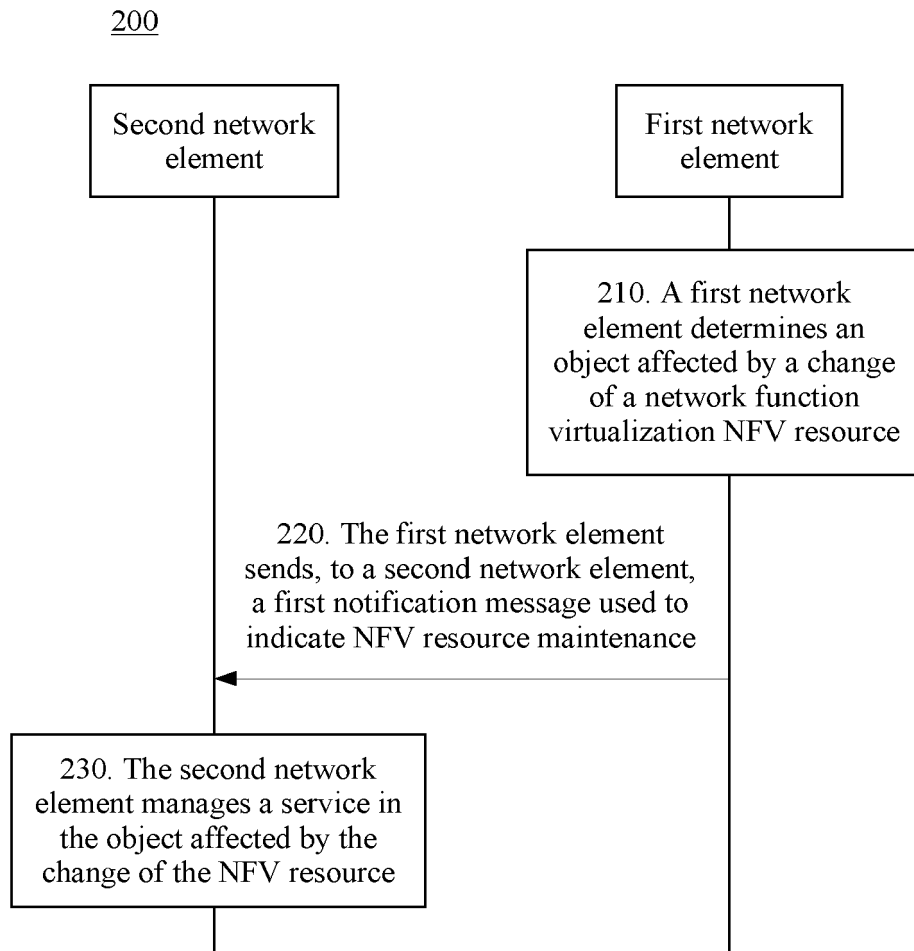 200
Second network
element
First network
element
210. A first network
element determines an
object affected by a change
of a network function
virtualization NFV resource
220. The first network element
sends, to a second network element,
a first notification message used to
indicate NFV resource maintenance
230. The second network
element manages a service in
the object affected by the
change of the NFV resource